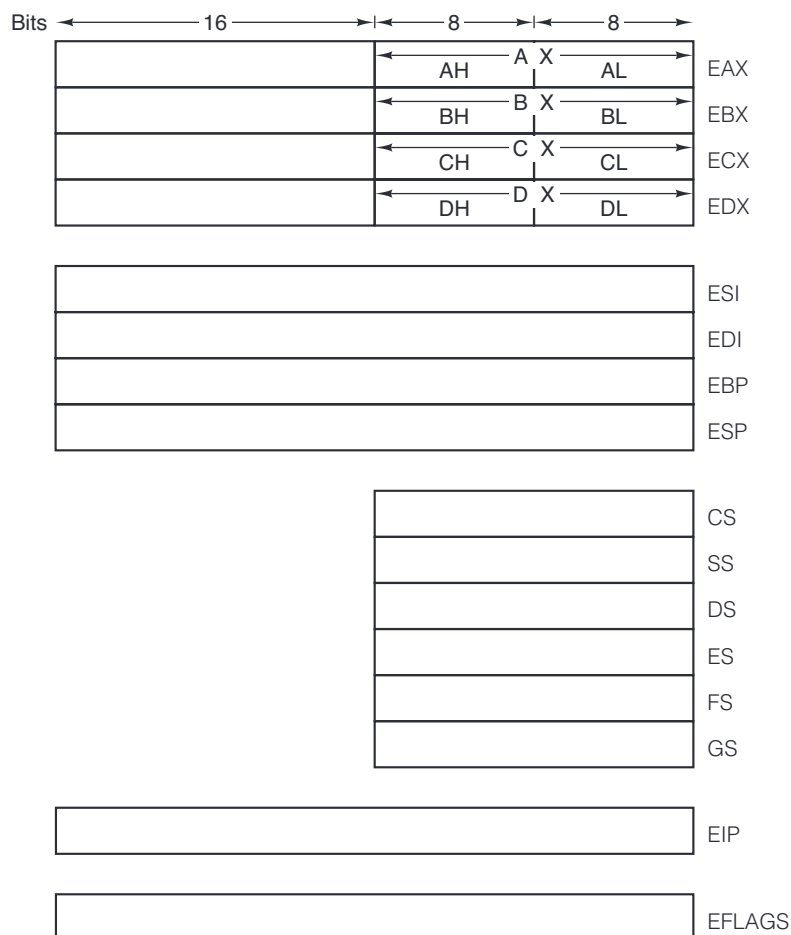 Bits 16 8 8
A X
AH AL EAX
B X
BH BL EBX
C X
CH CL ECX
D X
DH DL EDX
ESI
EDI
EBP
ESP
CS
SS
DS
ES
FS
GS
EIP
EFLAGS